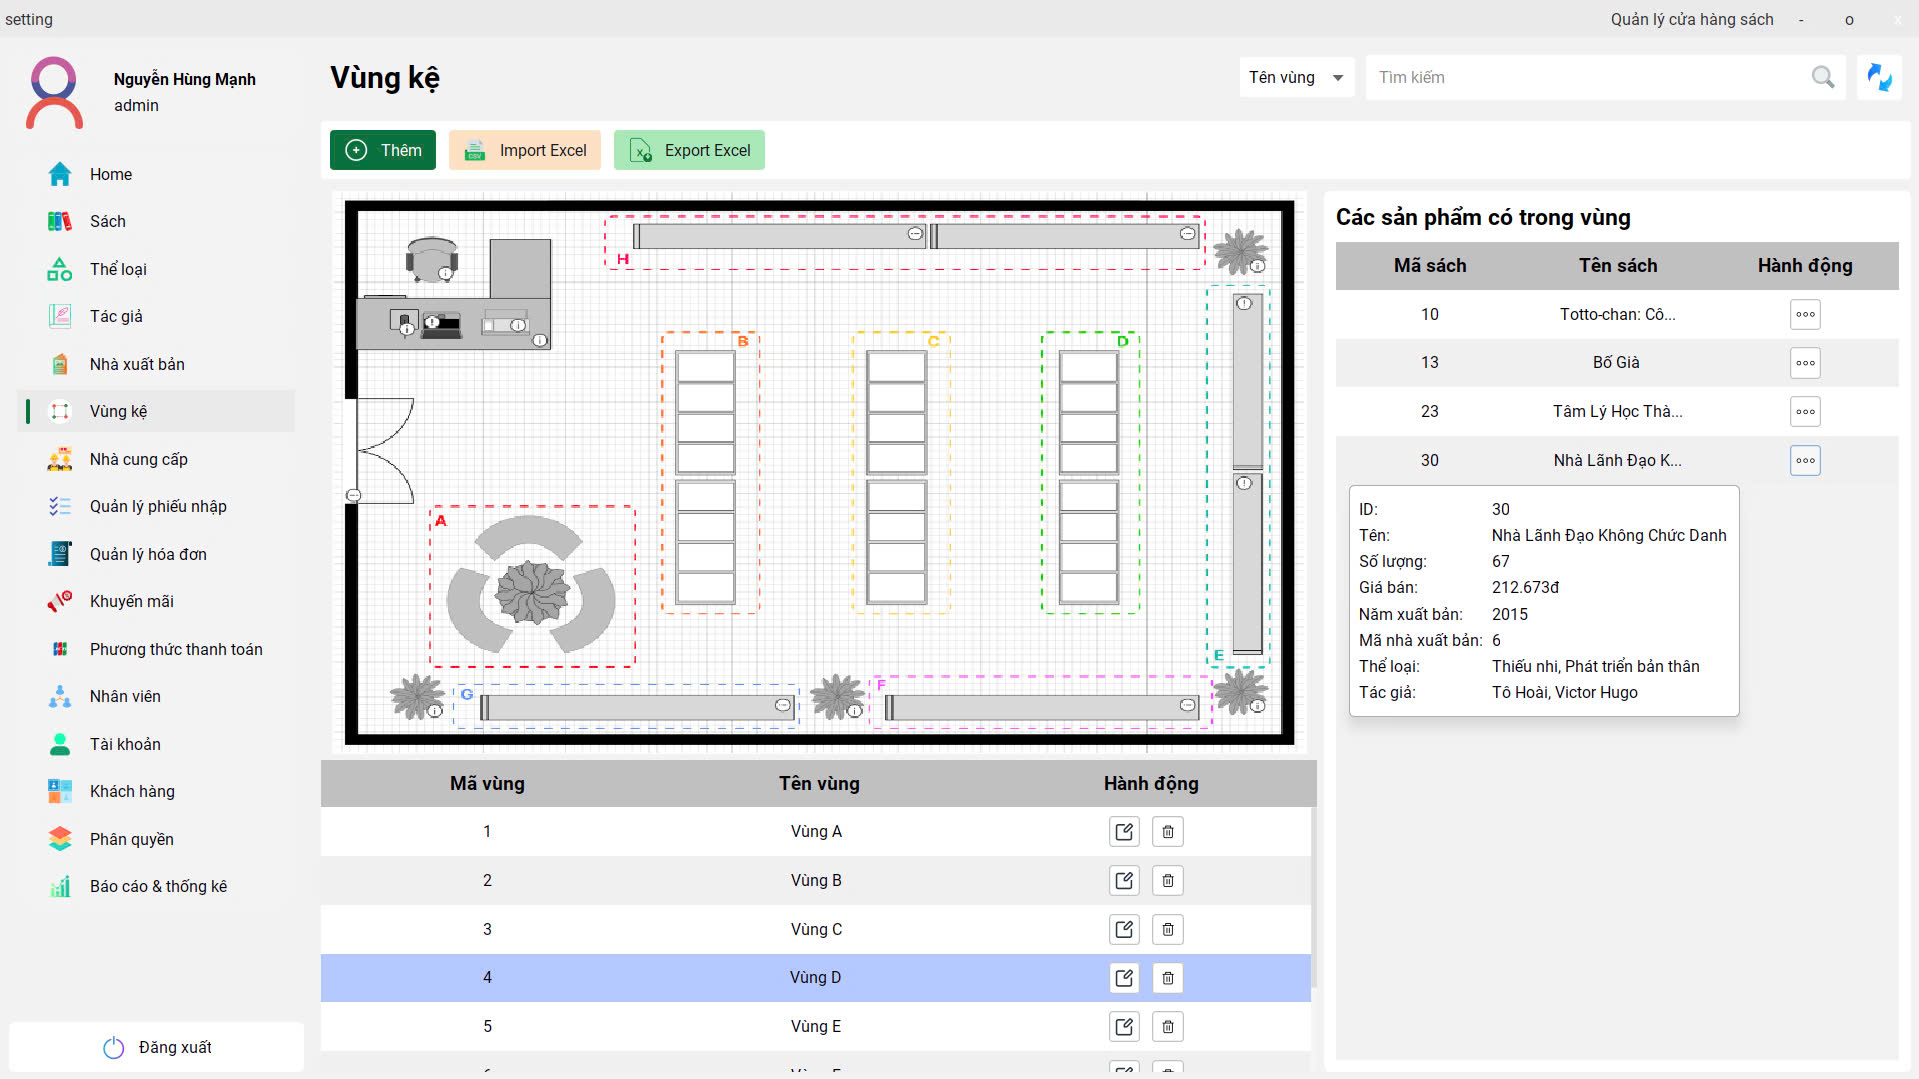 setting
Quản lý cửa hàng sách - o x
Nguyễn Hùng Mạnh
admin
Home
Sách
Thể loại
Tác giả
Nhà xuất bản
Vùng kệ
Nhà cung cấp
Quản lý phiếu nhập
Quản lý hóa đơn
Khuyến mãi
Phương thức thanh toán
Nhân viên
Tài khoản
Khách hàng
Phân quyền
Báo cáo & thống kê
Đăng xuất
Vùng kệ
Tên vùng
Tìm kiếm
Thêm
Import Excel
Export Excel
H
B
C
D
A
E
G
F
Mã vùng Tên vùng Hành động
1 Vùng A
2 Vùng B
3 Vùng C
4 Vùng D
5 Vùng E
Các sản phẩm có trong vùng
Mã sách Tên sách Hành động
10 Totto-chan: Cô...
13 Bố Già
23 Tâm Lý Học Thà...
30 Nhà Lãnh Đạo K...
ID: 30
Tên: Nhà Lãnh Đạo Không Chức Danh
Số lượng: 67
Giá bán: 212.673đ
Năm xuất bản: 2015
Mã nhà xuất bản: 6
Thể loại: Thiếu nhi, Phát triển bản thân
Tác giả: Tô Hoài, Victor Hugo